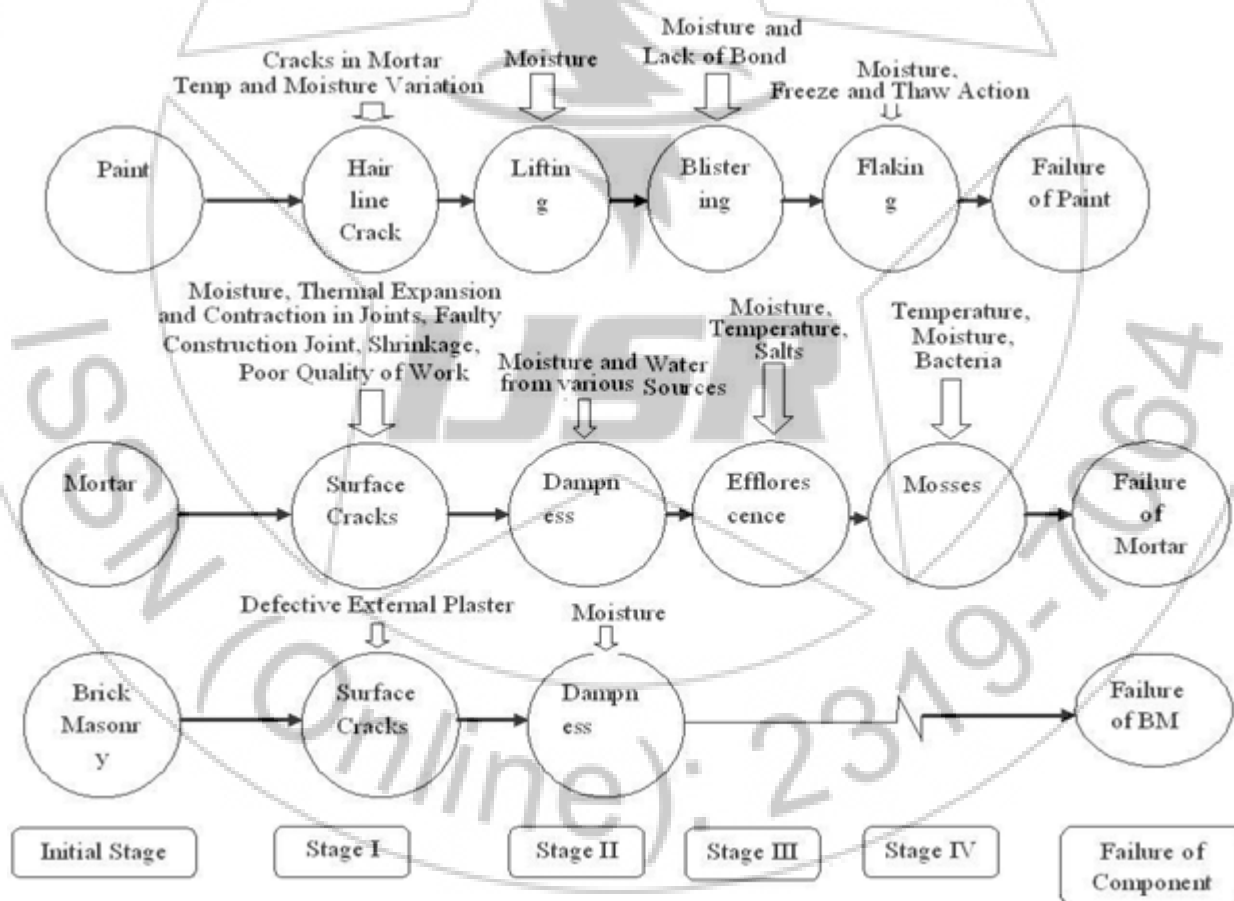 Cracks in Mortar
Temp and Moisture Variation
Moisture
Moisture and
Lack of Bond
Moisture,
Freeze and Thaw Action
Paint
Hair
line
Crack
Liftin
g
Blister
ing
Flakin
g
Failure
of Paint
Moisture, Thermal Expansion
and Contraction in Joints, Faulty
Construction Joint, Shrinkage,
Poor Quality of Work
Moisture and Water
from various Sources
Moisture,
Temperature,
Salts
Temperature,
Moisture,
Bacteria
IJSR
Mortar
Surface
Cracks
Dampn
ess
Efflores
cence
Mosses
Failure
of
Mortar
Defective External Plaster
Moisture
Brick
Masonr
y
Surface
Cracks
Dampn
ess
Failure
of BM
ISSN (Online): 2319-7064
Initial Stage
Stage I
Stage II
Stage III
Stage IV
Failure of
Component